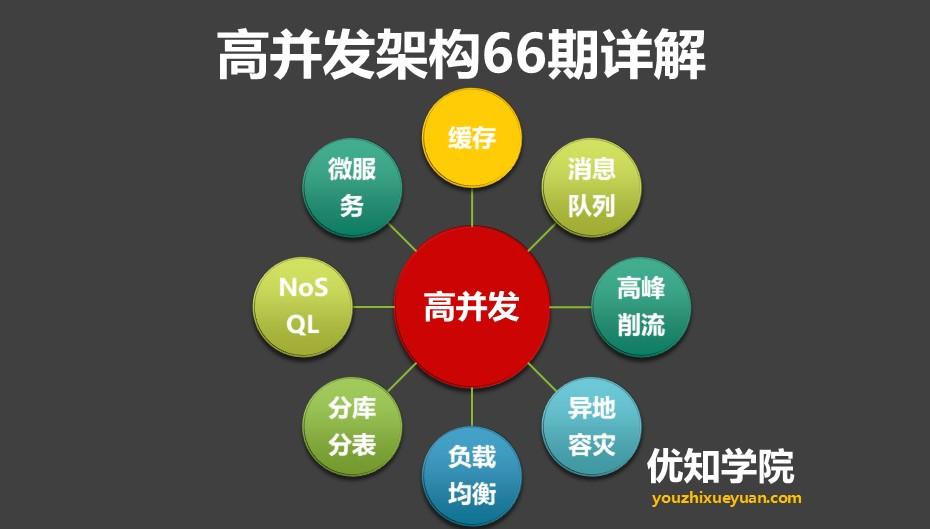 高并发架构66期详解
缓存
消息
队列
高峰
削流
异地
容灾
负载
均衡
分库
分表
NoS
QL
微服
务
高并发
优知学院
youzhixueyuan.com